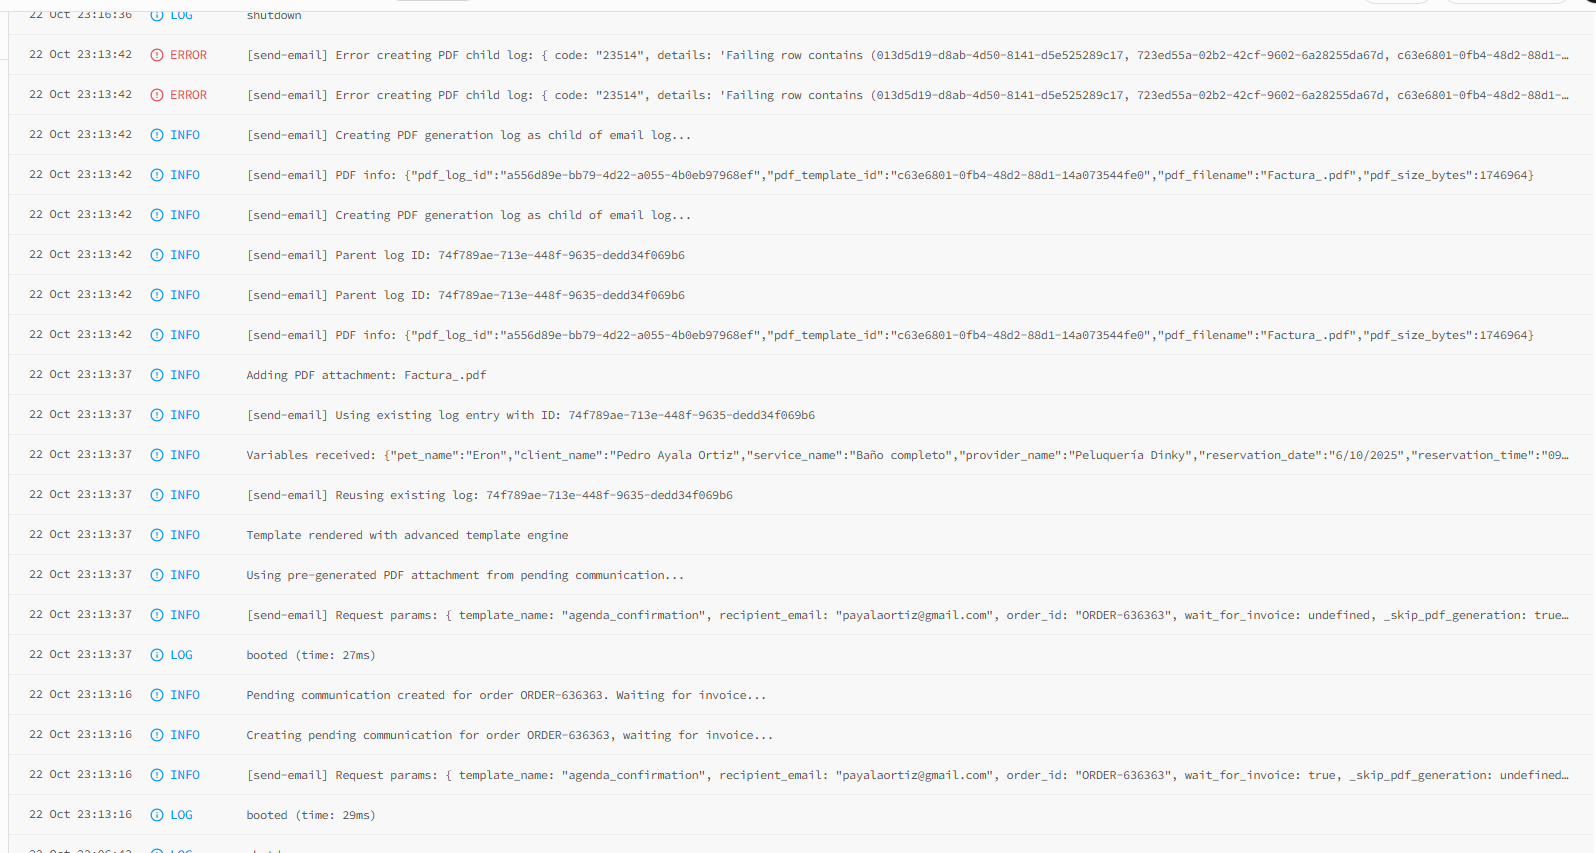 22 Oct 23:16:36 LOG shutdown
22 Oct 23:13:42 ERROR [send-email] Error creating PDF child log: { code: "23514", details: 'Failing row contains (013d5d19-d8ab-4d50-8141-d5e525289c17, 723ed55a-02b2-42cf-9602-6a28255da67d, c63e6801-0fb4-48d2-88d1-…
22 Oct 23:13:42 ERROR [send-email] Error creating PDF child log: { code: "23514", details: 'Failing row contains (013d5d19-d8ab-4d50-8141-d5e525289c17, 723ed55a-02b2-42cf-9602-6a28255da67d, c63e6801-0fb4-48d2-88d1-…
22 Oct 23:13:42 INFO [send-email] Creating PDF generation log as child of email log...
22 Oct 23:13:42 INFO [send-email] PDF info: {"pdf_log_id":"a556d89e-bb79-4d22-a055-4b0eb97968ef","pdf_template_id":"c63e6801-0fb4-48d2-88d1-14a073544fe0","pdf_filename":"Factura_.pdf","pdf_size_bytes":1746964}
22 Oct 23:13:42 INFO [send-email] Creating PDF generation log as child of email log...
22 Oct 23:13:42 INFO [send-email] Parent log ID: 74f789ae-713e-448f-9635-dedd34f069b6
22 Oct 23:13:42 INFO [send-email] Parent log ID: 74f789ae-713e-448f-9635-dedd34f069b6
22 Oct 23:13:42 INFO [send-email] PDF info: {"pdf_log_id":"a556d89e-bb79-4d22-a055-4b0eb97968ef","pdf_template_id":"c63e6801-0fb4-48d2-88d1-14a073544fe0","pdf_filename":"Factura_.pdf","pdf_size_bytes":1746964}
22 Oct 23:13:37 INFO Adding PDF attachment: Factura_.pdf
22 Oct 23:13:37 INFO [send-email] Using existing log entry with ID: 74f789ae-713e-448f-9635-dedd34f069b6
22 Oct 23:13:37 INFO Variables received: {"pet_name":"Eron","client_name":"Pedro Ayala Ortiz","service_name":"Baño completo","provider_name":"Peluquería Dinky","reservation_date":"6/10/2025","reservation_time":"09…
22 Oct 23:13:37 INFO [send-email] Reusing existing log: 74f789ae-713e-448f-9635-dedd34f069b6
22 Oct 23:13:37 INFO Template rendered with advanced template engine
22 Oct 23:13:37 INFO Using pre-generated PDF attachment from pending communication...
22 Oct 23:13:37 INFO [send-email] Request params: { template_name: "agenda_confirmation", recipient_email: "payalaortiz@gmail.com", order_id: "ORDER-636363", wait_for_invoice: undefined, _skip_pdf_generation: true…
22 Oct 23:13:37 LOG booted (time: 27ms)
22 Oct 23:13:16 INFO Pending communication created for order ORDER-636363. Waiting for invoice...
22 Oct 23:13:16 INFO Creating pending communication for order ORDER-636363, waiting for invoice...
22 Oct 23:13:16 INFO [send-email] Request params: { template_name: "agenda_confirmation", recipient_email: "payalaortiz@gmail.com", order_id: "ORDER-636363", wait_for_invoice: true, _skip_pdf_generation: undefined…
22 Oct 23:13:16 LOG booted (time: 29ms)